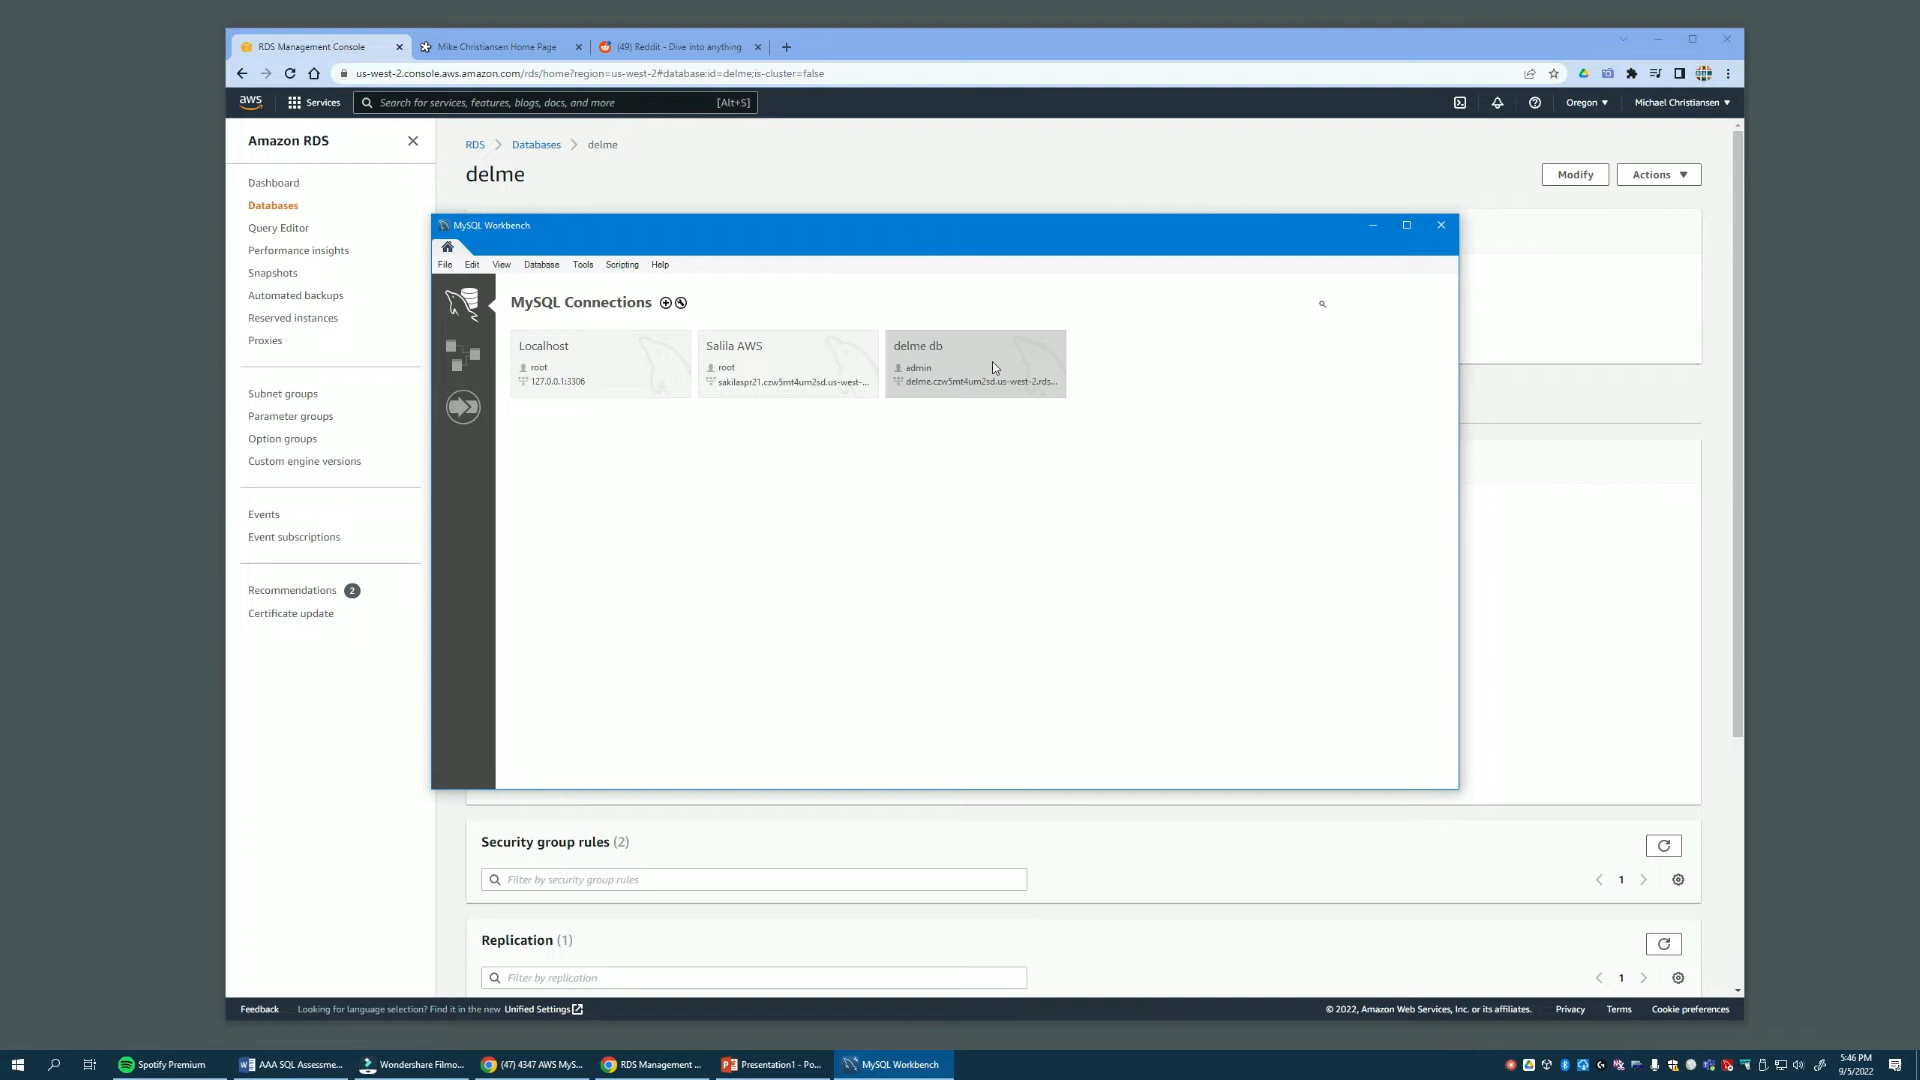 RDS Management Console
Mike Christiansen Home Page
(49) Reddit - Dive into anything
us-west-2.console.aws.amazon.com/rds/home?region=us-west-2#database:id=delme;is-cluster=false
aws
Services
Search for services, features, blogs, docs, and more
[Alt+S]
Oregon
Michael Christiansen
Amazon RDS
Dashboard
Databases
Query Editor
Performance insights
Snapshots
Automated backups
Reserved instances
Proxies
Subnet groups
Parameter groups
Option groups
Custom engine versions
Events
Event subscriptions
Recommendations 2
Certificate update
RDS > Databases > delme
delme
Modify
Actions
MySQL Workbench
File Edit View Database Tools Scripting Help
MySQL Connections
Localhost
root
127.0.0.1:3306
Salila AWS
root
sakilaspr21.czw5mt4um2sd.us-west-...
delme db
admin
delme.czw5mt4um2sd.us-west-2.rds...
Security group rules (2)
Filter by security group rules
1
Replication (1)
Filter by replication
1
Feedback
Looking for language selection? Find it in the new Unified Settings
© 2022, Amazon Web Services, Inc. or its affiliates.
Privacy
Terms
Cookie preferences
Spotify Premium
AAA SQL Assessme...
Wondershare Filmo...
(47) 4347 AWS MyS...
RDS Management ...
Presentation1 - Po...
MySQL Workbench
5:46 PM
9/5/2022